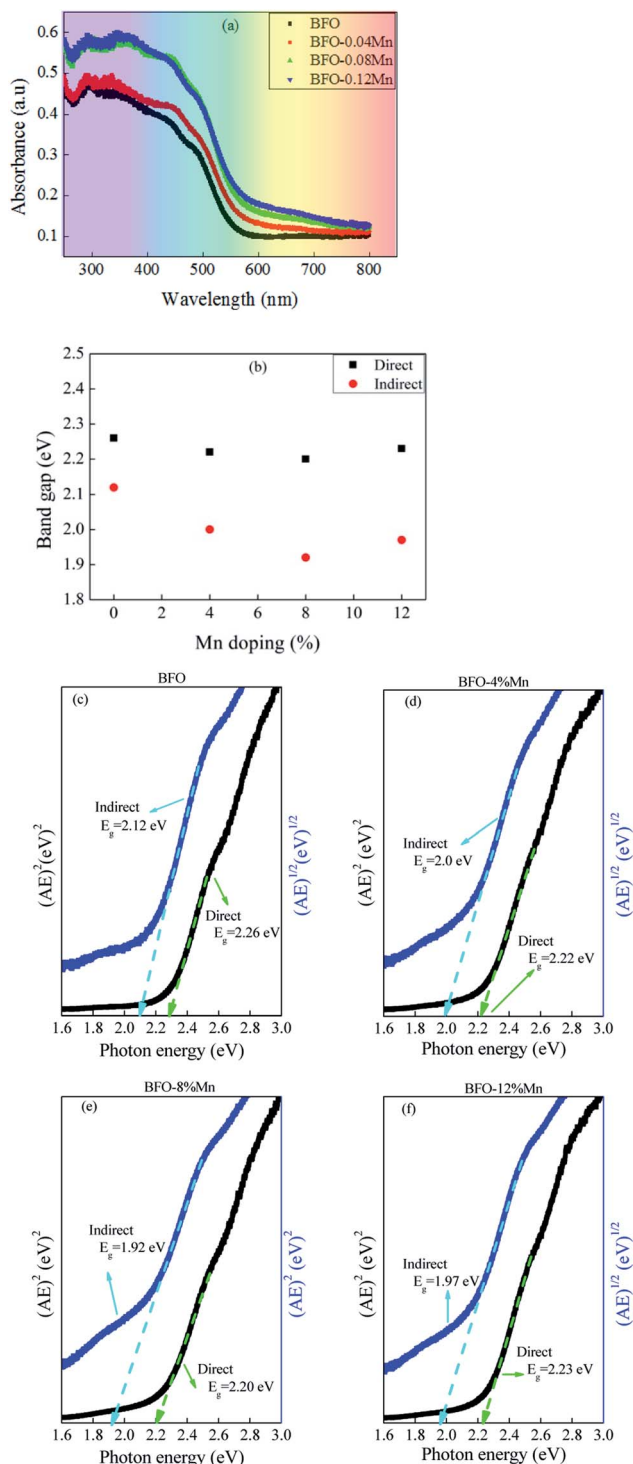 (a)
BFO
BFO-0.04Mn
BFO-0.08Mn
BFO-0.12Mn
0.6
0.5
0.4
0.3
0.2
0.1
Absorbance (a.u)
300 400 500 600 700 800
Wavelength (nm)
(b)
Direct
Indirect
2.5
2.4
2.3
2.2
2.1
2.0
1.9
1.8
Band gap (eV)
0 2 4 6 8 10 12
Mn doping (%)
BFO
(c)
Indirect
E_g=2.12 eV
Direct
E_g=2.26 eV
(AE)² (eV)²
(AE)^1/2 (eV)^1/2
1.6 1.8 2.0 2.2 2.4 2.6 2.8 3.0
Photon energy (eV)
BFO-4%Mn
(d)
Indirect
E_g=2.0 eV
Direct
E_g=2.22 eV
(AE)² (eV)²
(AE)^1/2 (eV)^1/2
1.6 1.8 2.0 2.2 2.4 2.6 2.8 3.0
Photon energy (eV)
BFO-8%Mn
(e)
Indirect
E_g=1.92 eV
Direct
E_g=2.20 eV
(AE)² (eV)²
(AE)² (eV)²
1.6 1.8 2.0 2.2 2.4 2.6 2.8 3.0
Photon energy (eV)
BFO-12%Mn
(f)
Indirect
E_g=1.97 eV
Direct
E_g=2.23 eV
(AE)² (eV)²
(AE)^1/2 (eV)^1/2
1.6 1.8 2.0 2.2 2.4 2.6 2.8 3.0
Photon energy (eV)